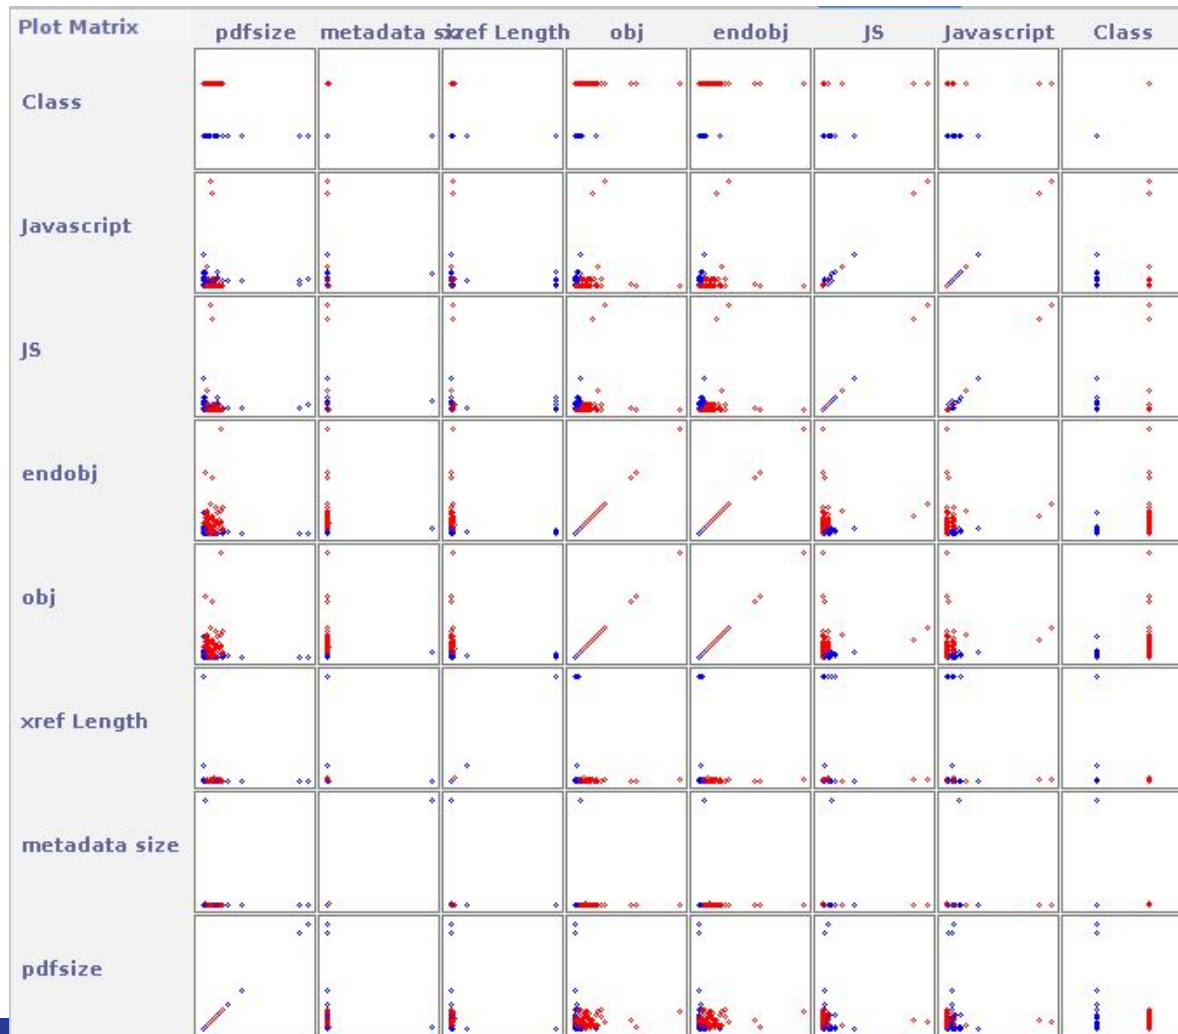 Plot Matrix pdfsize metadata size xref Length obj endobj JS Javascript Class
Class
Javascript
JS
endobj
obj
xref Length
metadata size
pdfsize